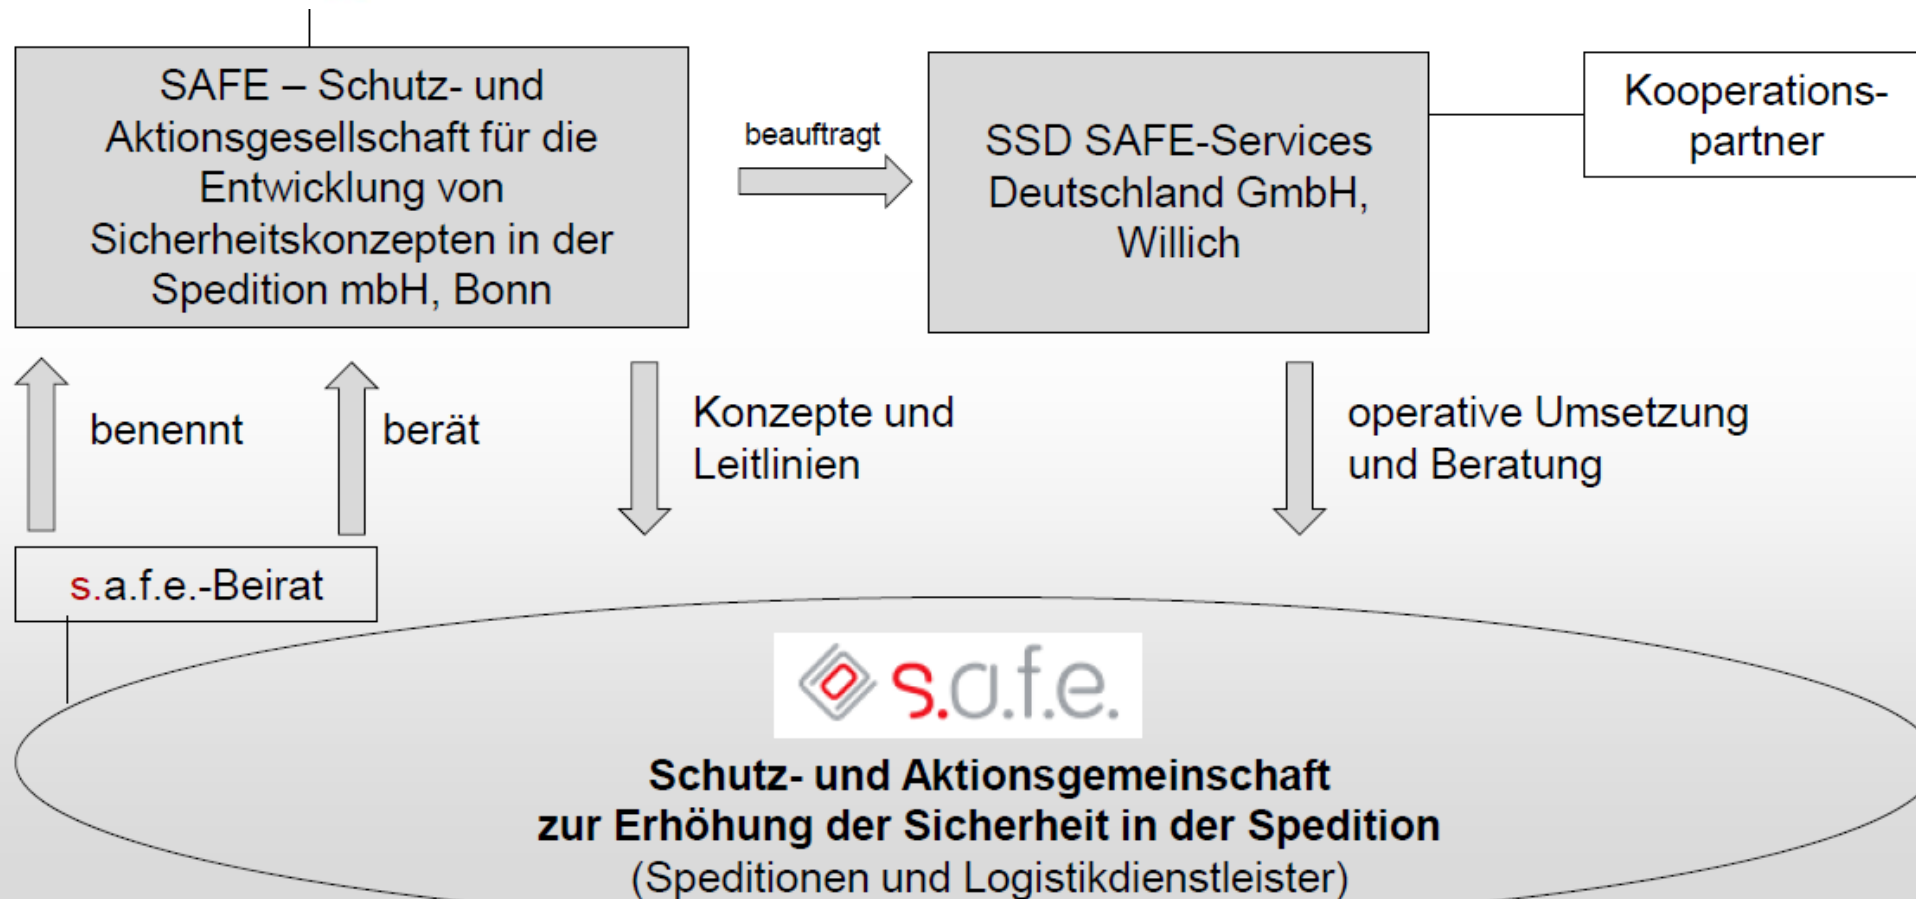 SAFE – Schutz- und
Aktionsgesellschaft für die
Entwicklung von
Sicherheitskonzepten in der
Spedition mbH, Bonn
beauftragt
SSD SAFE-Services
Deutschland GmbH,
Willich
Kooperations-
partner
benennt
berät
Konzepte und
Leitlinien
operative Umsetzung
und Beratung
s.a.f.e.-Beirat
s.a.f.e.
Schutz- und Aktionsgemeinschaft
zur Erhöhung der Sicherheit in der Spedition
(Speditionen und Logistikdienstleister)